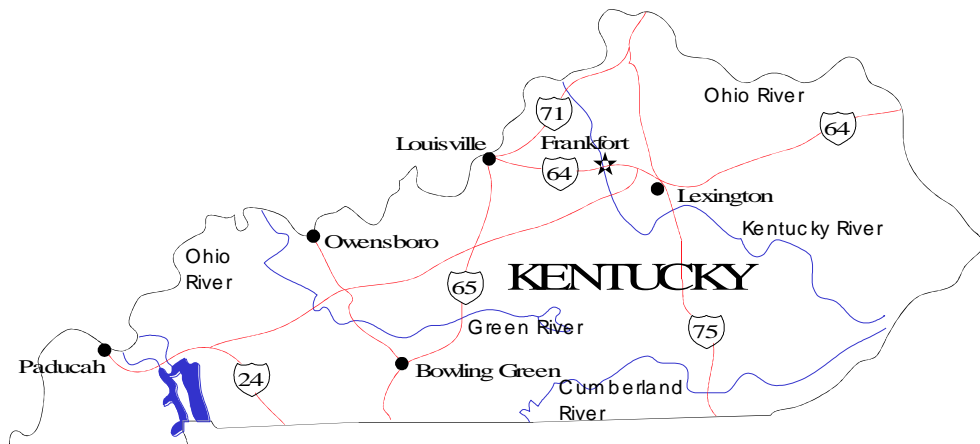 Ohio River
71
64
Louisville
Frankfort
64
Lexington
Kentucky River
Owensboro
Ohio
River
KENTUCKY
65
Green River
75
Paducah
24
Bowling Green
Cumberland
River